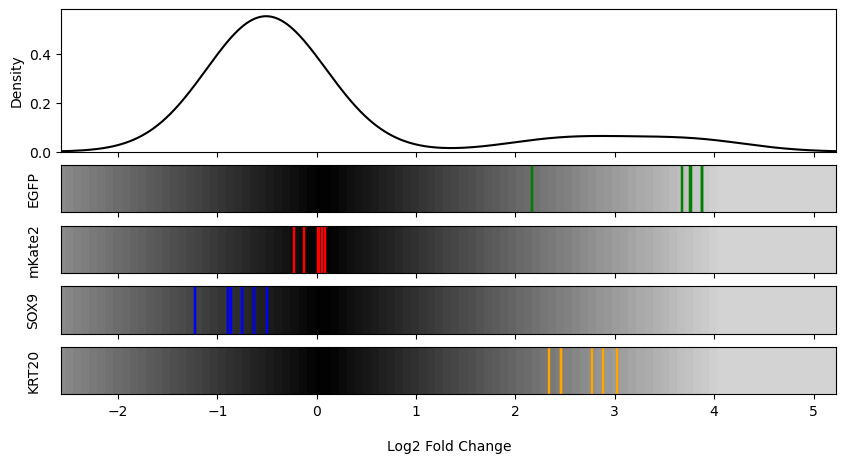 Density
0.4
0.2
0.0
EGFP
mKate2
SOX9
KRT20
−2 −1 0 1 2 3 4 5
Log2 Fold Change